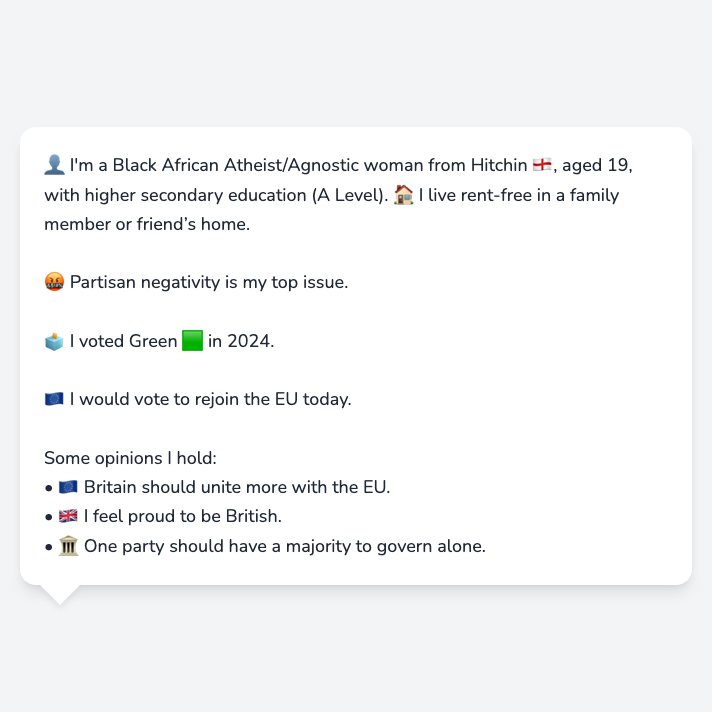 👤 I'm a Black African Atheist/Agnostic woman from Hitchin 🏴󠁧󠁢󠁥󠁮󠁧󠁿, aged 19,
with higher secondary education (A Level). 🏠 I live rent-free in a family
member or friend’s home.
🤬 Partisan negativity is my top issue.
🗳️ I voted Green 🟩 in 2024.
🇪🇺 I would vote to rejoin the EU today.
Some opinions I hold:
• 🇪🇺 Britain should unite more with the EU.
• 🇬🇧 I feel proud to be British.
• 🏛️ One party should have a majority to govern alone.